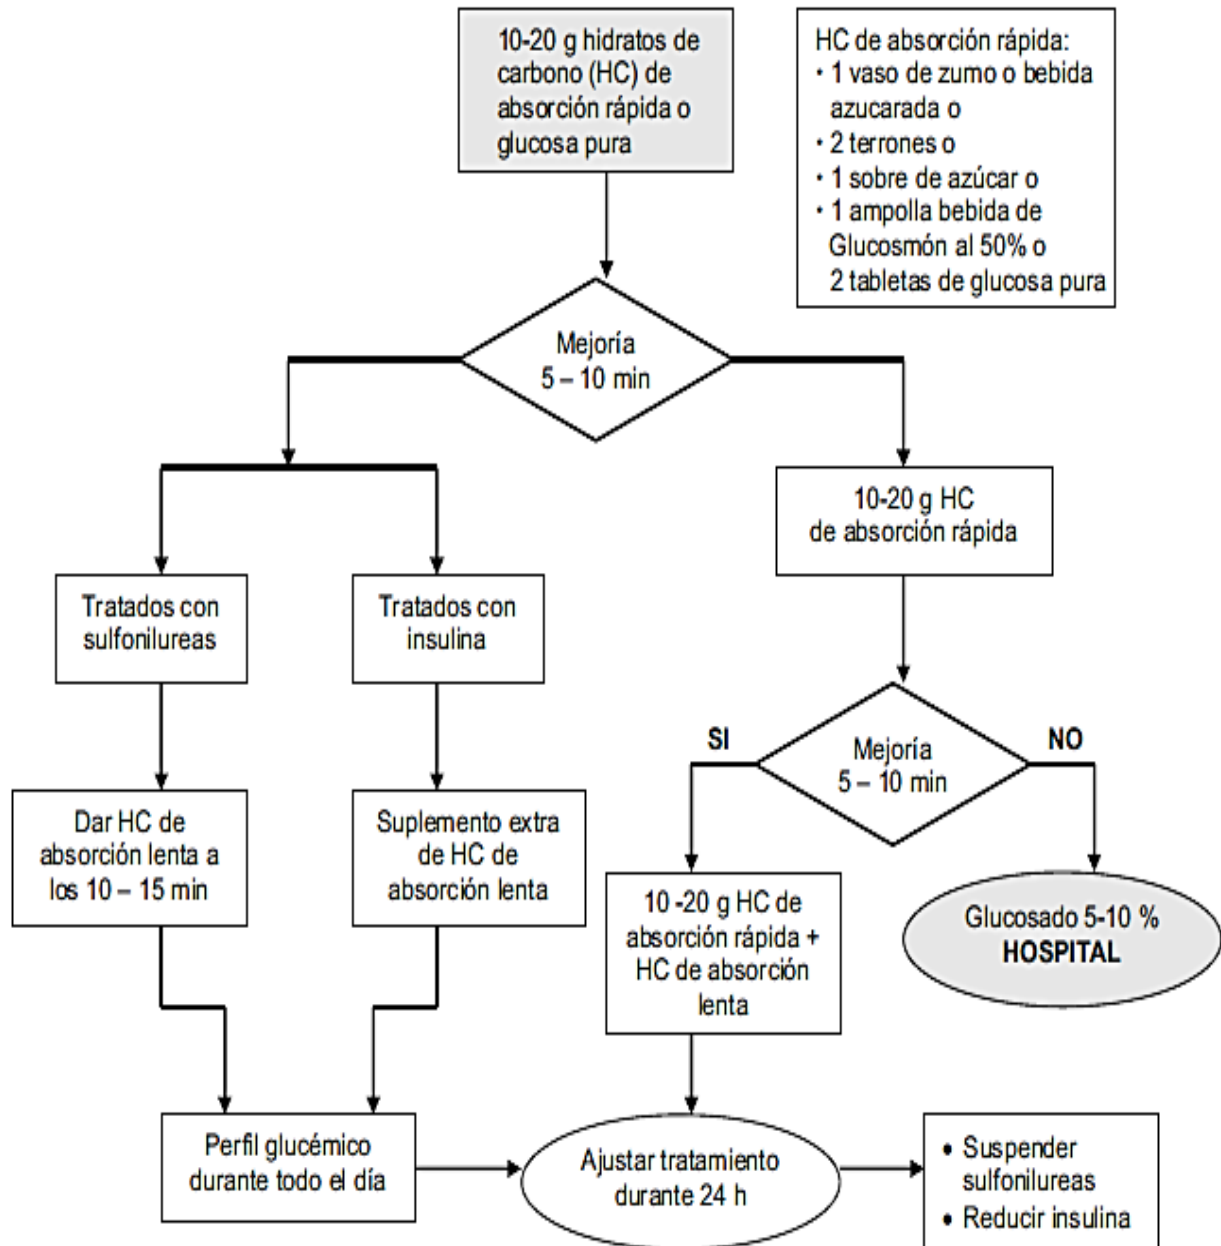 10-20 g hidratos de
carbono (HC) de
absorción rápida o
glucosa pura
HC de absorción rápida:
· 1 vaso de zumo o bebida
azucarada o
· 2 terrones o
· 1 sobre de azúcar o
· 1 ampolla bebida de
Glucosmón al 50% o
2 tabletas de glucosa pura
Mejoría
5 – 10 min
10-20 g HC
de absorción rápida
Tratados con
sulfonilureas
Tratados con
insulina
SI
Mejoría
5 – 10 min
NO
Dar HC de
absorción lenta a
los 10 – 15 min
Suplemento extra
de HC de
absorción lenta
10 -20 g HC de
absorción rápida +
HC de absorción
lenta
Glucosado 5-10 %
HOSPITAL
Perfil glucémico
durante todo el día
Ajustar tratamiento
durante 24 h
• Suspender
sulfonilureas
• Reducir insulina